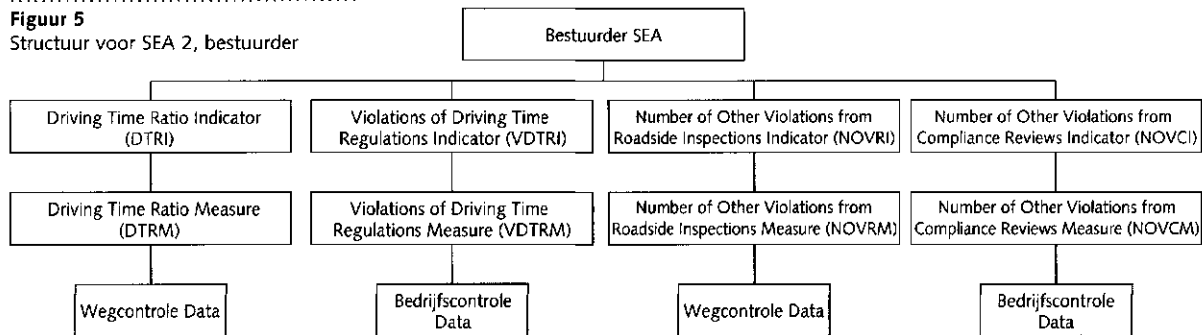 Figuur 5
Structuur voor SEA 2, bestuurder
Bestuurder SEA
Driving Time Ratio Indicator
(DTRI)
Violations of Driving Time
Regulations Indicator (VDTRI)
Number of Other Violations from
Roadside Inspections Indicator (NOVRI)
Number of Other Violations from
Compliance Reviews Indicator (NOVCI)
Driving Time Ratio Measure
(DTRM)
Violations of Driving Time
Regulations Measure (VDTRM)
Number of Other Violations from
Roadside Inspections Measure (NOVRM)
Number of Other Violations from
Compliance Reviews Measure (NOVCM)
Wegcontrole Data
Bedrijfscontrole
Data
Wegcontrole Data
Bedrijfscontrole
Data